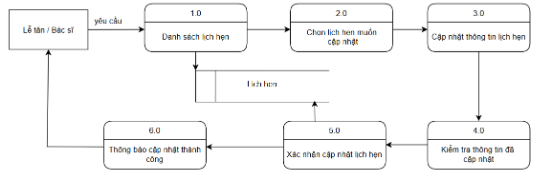 1.0
2.0
3.0
Lễ tân / Bác sĩ
yêu cầu
Danh sách lịch hẹn
Chọn lịch hẹn muốn
cập nhật
Cập nhật thông tin lịch hẹn
Lịch hẹn
6.0
5.0
4.0
Thông báo cập nhật thành
công
Xác nhận cập nhật lịch hẹn
Kiểm tra thông tin đã
cập nhật